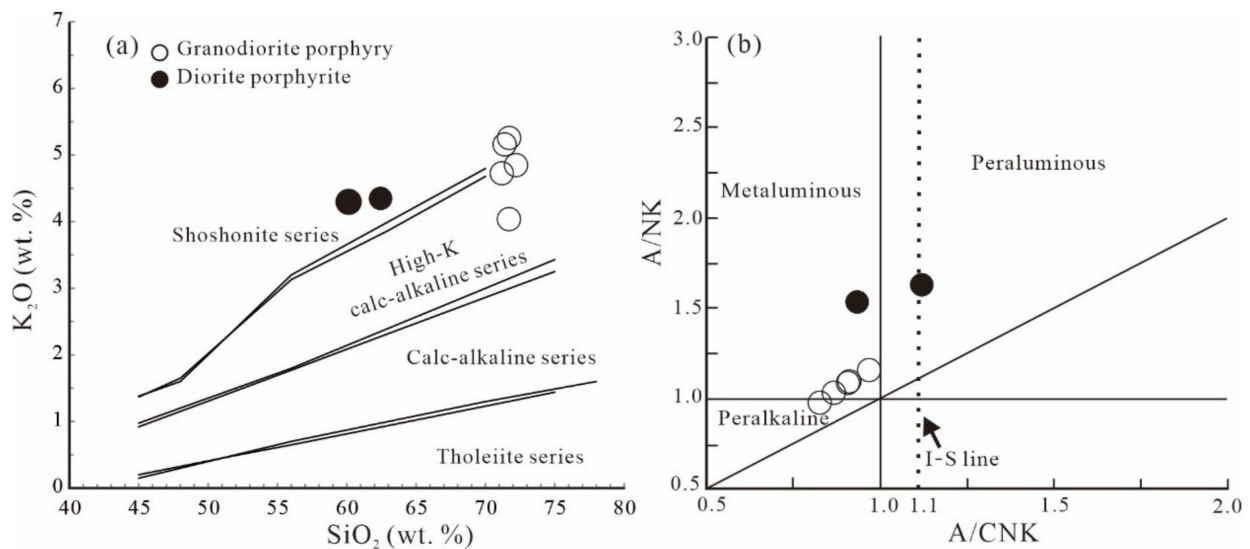 (a)
Granodiorite porphyry
Diorite porphyrite
7
6
5
4
3
2
1
0
K₂O (wt. %)
Shoshonite series
High-K
calc-alkaline series
Calc-alkaline series
Tholeiite series
40 45 50 55 60 65 70 75 80
SiO₂ (wt. %)
(b)
3.0
2.5
2.0
1.5
1.0
0.5
A/NK
Metaluminous
Peraluminous
Peralkaline
I-S line
0.5 1.0 1.1 1.5 2.0
A/CNK